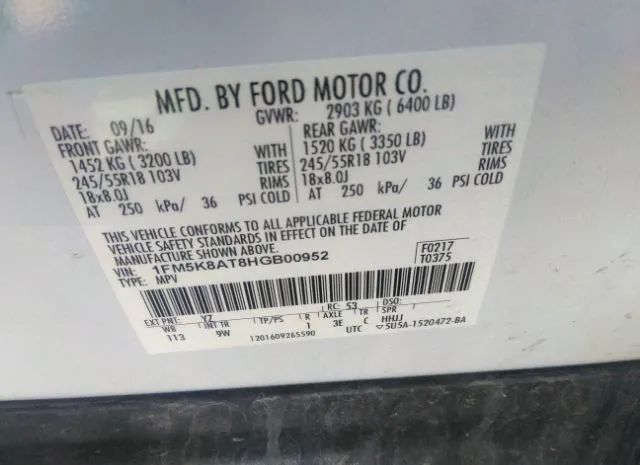 MFD. BY FORD MOTOR CO.
DATE: 09/16 GVWR: 2903 KG ( 6400 LB)
FRONT GAWR: REAR GAWR:
1452 KG ( 3200 LB) WITH 1520 KG ( 3350 LB) WITH
245/55R18 103V TIRES 245/55R18 103V TIRES
18x8.0J RIMS 18x8.0J RIMS
AT 250 kPa/ 36 PSI COLD AT 250 kPa/ 36 PSI COLD
THIS VEHICLE CONFORMS TO ALL APPLICABLE FEDERAL MOTOR
VEHICLE SAFETY STANDARDS IN EFFECT ON THE DATE OF
MANUFACTURE SHOWN ABOVE.
VIN: 1FM5K8AT8HGB00952 F0217
TYPE: MPV T0375
EXT PNT: YZ RC: 53 DSO:
WB INT TR TP/PS R AXLE TR SPR
113 9W 1 3E C HHJJ
1201609265590 UTC 5U5A-1520472-BA